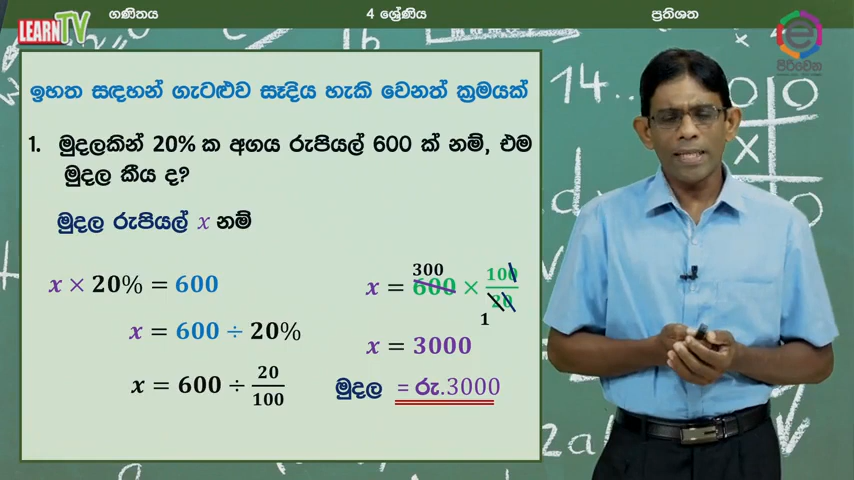 LEARN TV
ගණිතය
4 ශ්‍රේණිය
ප්‍රතිශත
e
පිරිවෙන
ඉහත සඳහන් ගැටළුව සෑදිය හැකි වෙනත් ක්‍රමයක්
1. මුදලකින් 20% ක අගය රුපියල් 600 ක් නම්, එම
මුදල කීය ද?
මුදල රුපියල් x නම්
x × 20% = 600
x = 600 ÷ 20%
x = 600 ÷ 20/100
300
x = 600 × 100/20
1
x = 3000
මුදල = රු.3000
14...
2a